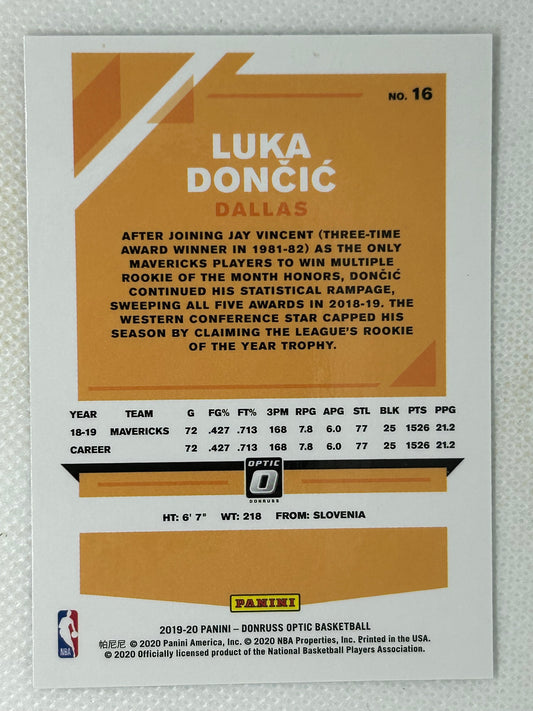 NO. 16
LUKA
DONČIĆ
DALLAS
AFTER JOINING JAY VINCENT (THREE-TIME
AWARD WINNER IN 1981-82) AS THE ONLY
MAVERICKS PLAYERS TO WIN MULTIPLE
ROOKIE OF THE MONTH HONORS, DONČIĆ
CONTINUED HIS STATISTICAL RAMPAGE,
SWEEPING ALL FIVE AWARDS IN 2018-19. THE
WESTERN CONFERENCE STAR CAPPED HIS
SEASON BY CLAIMING THE LEAGUE'S ROOKIE
OF THE YEAR TROPHY.
YEAR TEAM G FG% FT% 3PM RPG APG STL BLK PTS PPG
18-19 MAVERICKS 72 .427 .713 168 7.8 6.0 77 25 1526 21.2
CAREER 72 .427 .713 168 7.8 6.0 77 25 1526 21.2
OPTIC
DONRUSS
HT: 6' 7" WT: 218 FROM: SLOVENIA
PANINI
2019-20 PANINI – DONRUSS OPTIC BASKETBALL
帕尼尼 © 2020 Panini America, Inc. © 2020 NBA Properties, Inc. Printed in the USA.
© 2020 Officially licensed product of the National Basketball Players Association.
NBA